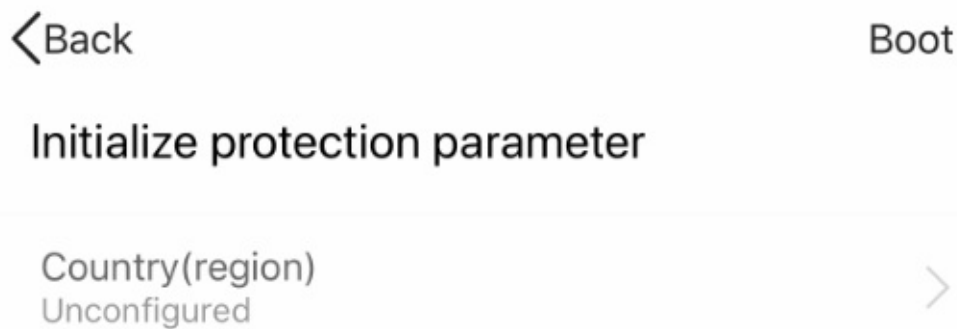 Back
Boot
Initialize protection parameter
Country(region)
Unconfigured